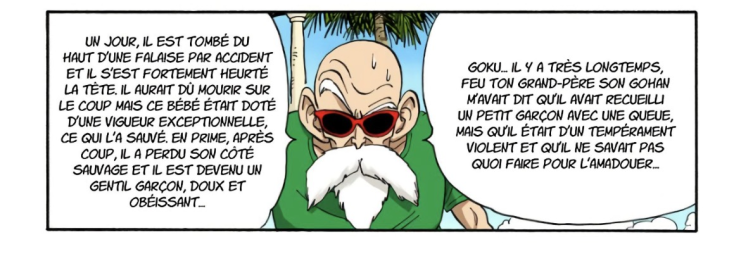 GOKU... IL Y A TRÈS LONGTEMPS,
FEU TON GRAND-PÈRE SON GOHAN
M'AVAIT DIT QU'IL AVAIT RECUEILLI
UN PETIT GARÇON AVEC UNE QUEUE,
MAIS QU'IL ÉTAIT D'UN TEMPÉRAMENT
VIOLENT ET QU'IL NE SAVAIT PAS
QUOI FAIRE POUR L'AMADOUER...
UN JOUR, IL EST TOMBÉ DU
HAUT D'UNE FALAISE PAR ACCIDENT
ET IL S'EST FORTEMENT HEURTÉ
LA TÊTE. IL AURAIT DÛ MOURIR SUR
LE COUP MAIS CE BÉBÉ ÉTAIT DOTÉ
D'UNE VIGUEUR EXCEPTIONNELLE,
CE QUI L'A SAUVÉ. EN PRIME, APRÈS
COUP, IL A PERDU SON CÔTÉ
SAUVAGE ET IL EST DEVENU UN
GENTIL GARÇON, DOUX ET
OBÉISSANT...